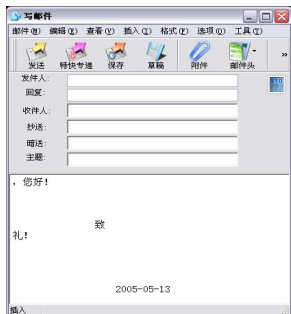 写邮件
邮件(M) 编辑(E) 查看(V) 插入(I) 格式(F) 选项(O) 工具(T)
发送 特快专递 保存 草稿 附件 邮件头 »
发件人:
回复:
收件人:
抄送:
暗送:
主题:
，您好!
致
礼!
2005-05-13
插入